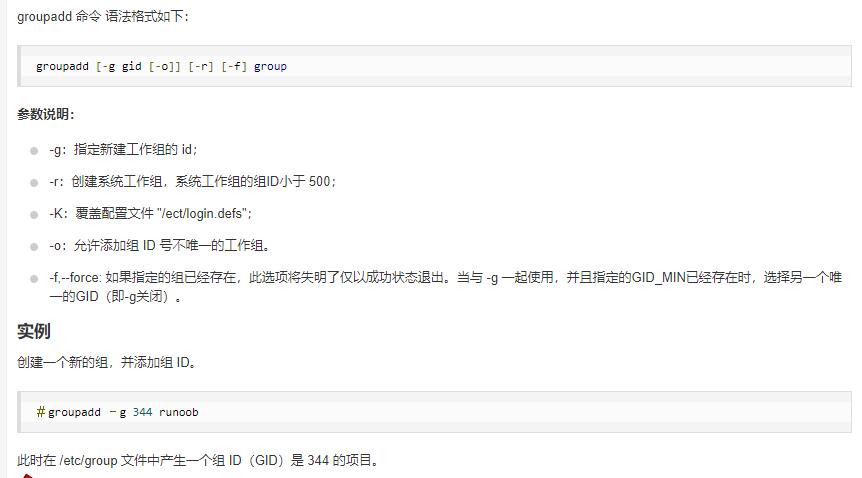 groupadd 命令 语法格式如下：
groupadd [-g gid [-o]] [-r] [-f] group
参数说明：
-g：指定新建工作组的 id；
-r：创建系统工作组，系统工作组的组ID小于 500；
-K：覆盖配置文件 "/ect/login.defs"；
-o：允许添加组 ID 号不唯一的工作组。
-f,--force: 如果指定的组已经存在，此选项将失明了仅以成功状态退出。当与 -g 一起使用，并且指定的GID_MIN已经存在时，选择另一个唯
一的GID（即-g关闭）。
实例
创建一个新的组，并添加组 ID。
#groupadd －g 344 runoob
此时在 /etc/group 文件中产生一个组 ID（GID）是 344 的项目。